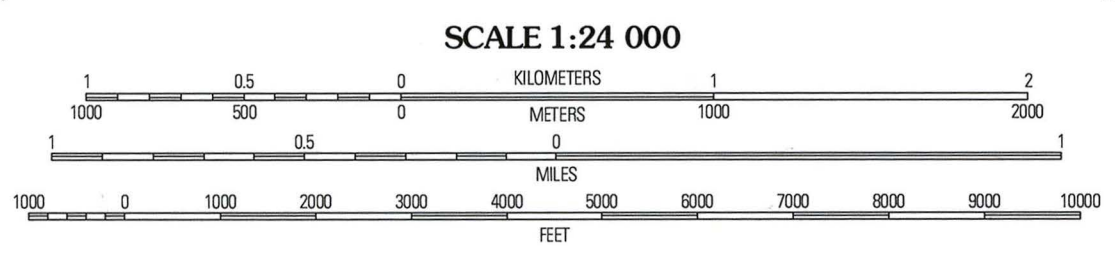 SCALE 1:24 000
1 0.5 0 KILOMETERS 1 2
1000 500 0 METERS 1000 2000
1 0.5 0 1
MILES
1000 0 1000 2000 3000 4000 5000 6000 7000 8000 9000 10000
FEET